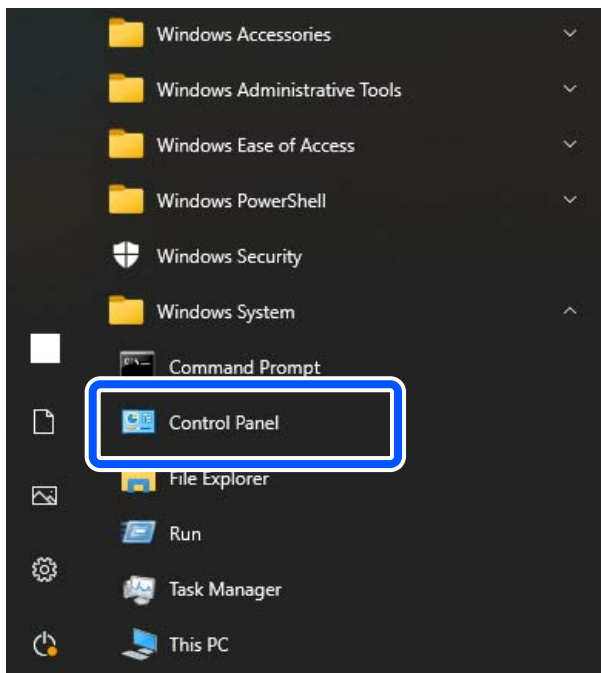 Windows Accessories
Windows Administrative Tools
Windows Ease of Access
Windows PowerShell
Windows Security
Windows System
Command Prompt
Control Panel
File Explorer
Run
Task Manager
This PC